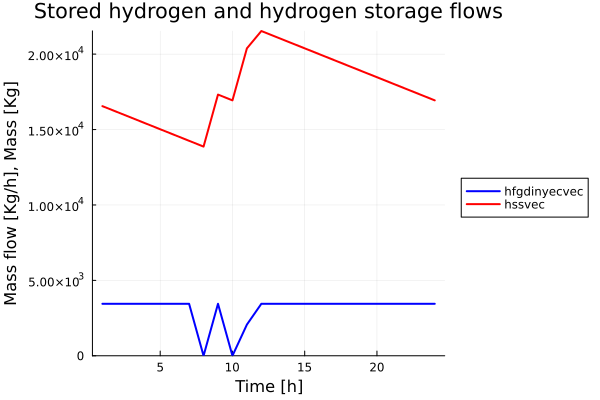 Stored hydrogen and hydrogen storage flows
Mass flow [Kg/h], Mass [Kg]
2.00×10⁴
1.50×10⁴
1.00×10⁴
5.00×10³
0
5 10 15 20
Time [h]
hfgdinyecvec
hssvec